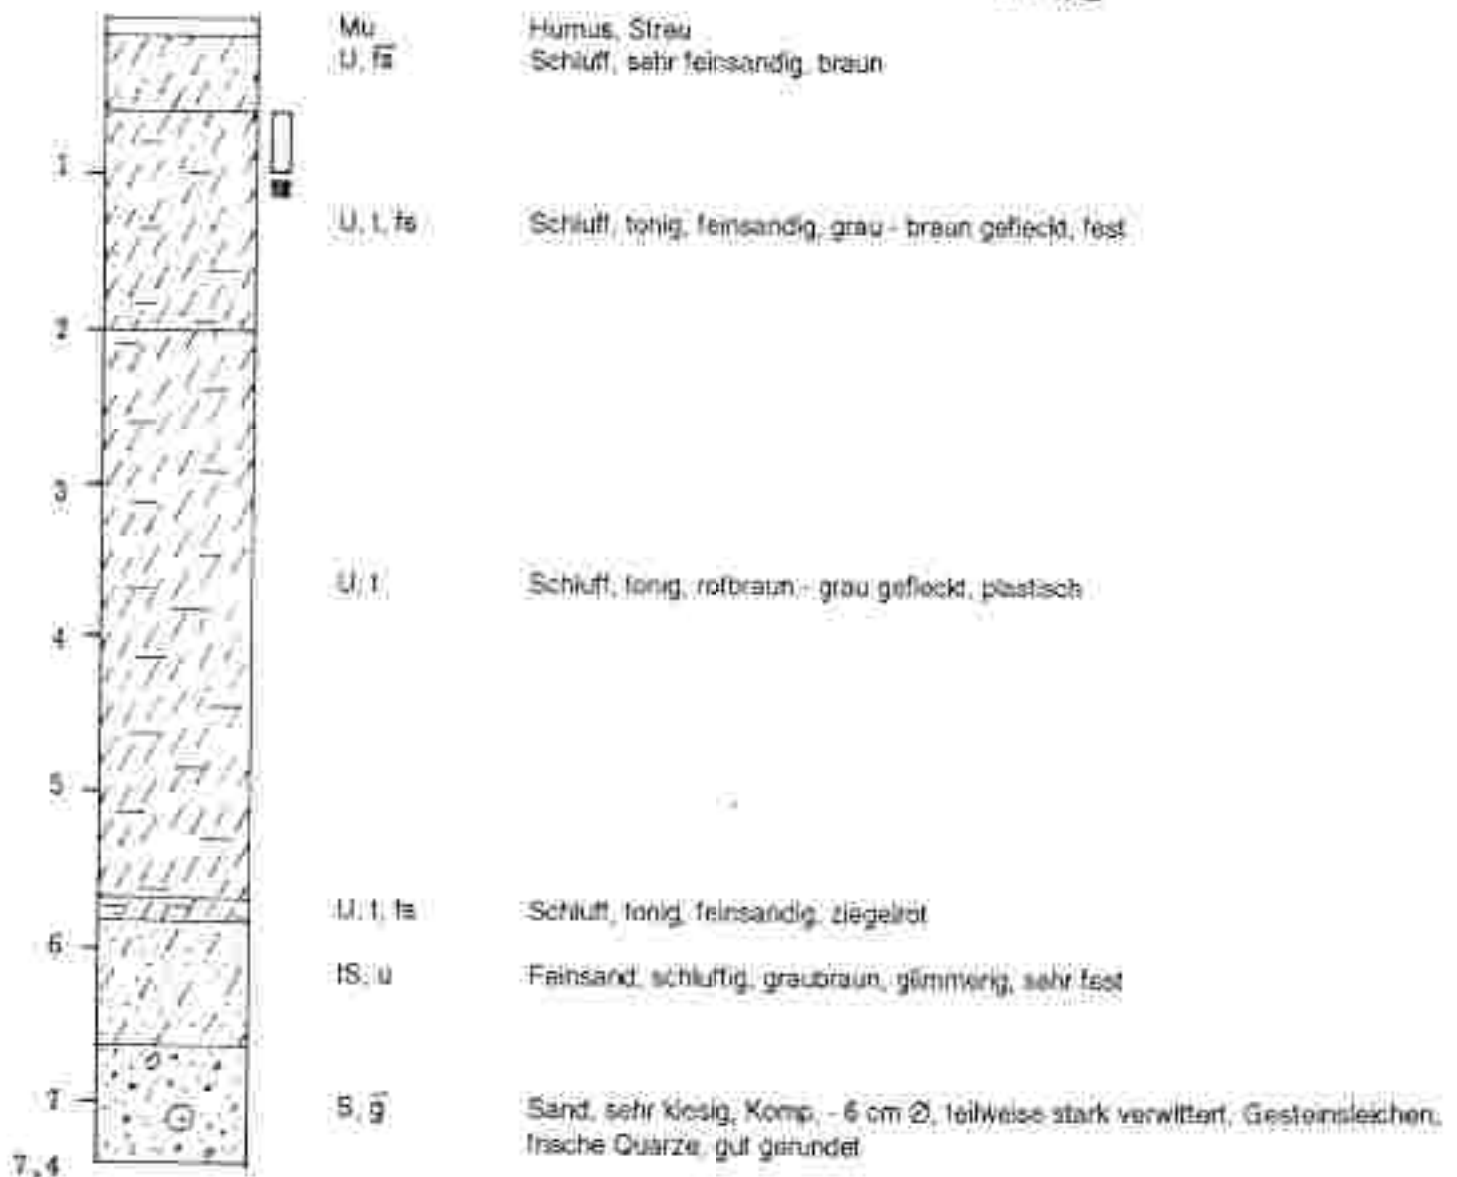 Mu Humus, Streu
U, f̅s̅ Schluff, sehr feinsandig, braun
1
U, t, fs Schluff, tonig, feinsandig, grau - braun gefleckt, fest
2
3
U, t Schluff, tonig, rotbraun - grau gefleckt, plastisch
4
5
U, t, fs Schluff, tonig, feinsandig, ziegelrot
6
fS, u Feinsand, schluffig, graubraun, glimmerig, sehr fest
7
S, g̅ Sand, sehr kiesig, Komp. - 6 cm Ø, teilweise stark verwittert, Gesteinsleichen,
frische Quarze, gut gerundet
7,4